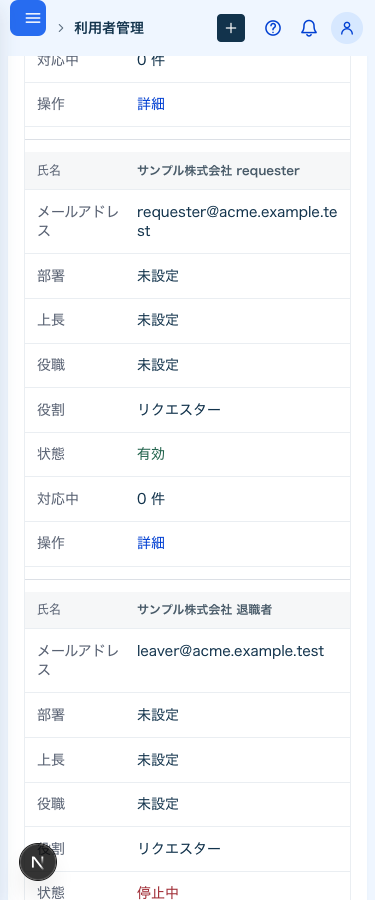 利用者管理
対応中 0 件
操作 詳細
氏名 サンプル株式会社 requester
メールアドレ requester@acme.example.te
ス st
部署 未設定
上長 未設定
役職 未設定
役割 リクエスター
状態 有効
対応中 0 件
操作 詳細
氏名 サンプル株式会社 退職者
メールアドレ leaver@acme.example.test
ス
部署 未設定
上長 未設定
役職 未設定
役割 リクエスター
状態 停止中